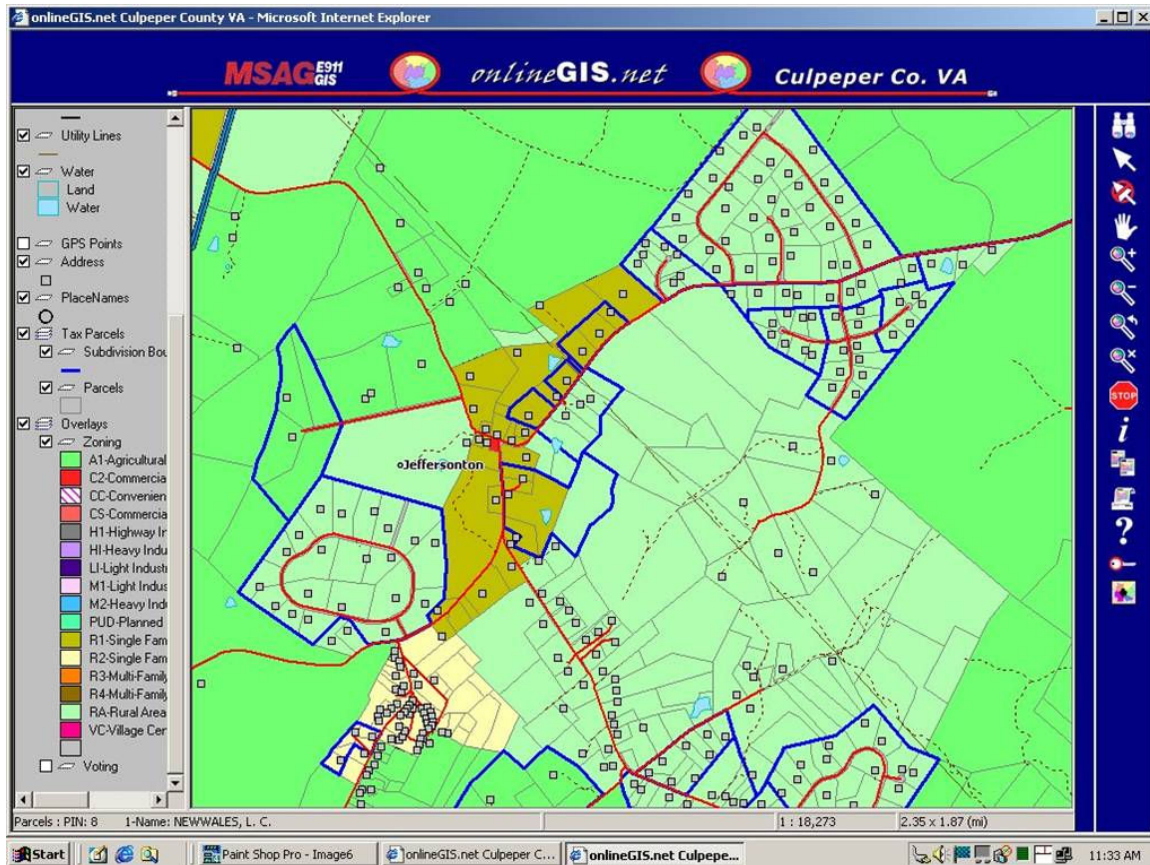 onlineGIS.net Culpeper County VA - Microsoft Internet Explorer
MSAG E911 GIS onlineGIS.net Culpeper Co. VA
Utility Lines
Water
Land
Water
GPS Points
Address
PlaceNames
Tax Parcels
Subdivision Bou
Parcels
Overlays
Zoning
A1-Agricultural
C2-Commercia
CC-Convenien
CS-Commercia
H1-Highway Ir
HI-Heavy Indu
LI-Light Industi
M1-Light Indus
M2-Heavy Ind
PUD-Planned
R1-Single Fam
R2-Single Fam
R3-Multi-Family
R4-Multi-Family
RA-Rural Area
VC-Village Cer
Voting
Jeffersonton
STOP
i
?
Parcels : PIN: 8 1-Name: NEWWALES, L. C. 1 : 18,273 2.35 x 1.87 (mi)
Start Paint Shop Pro - Image6 onlineGIS.net Culpeper C... onlineGIS.net Culpepe... 11:33 AM